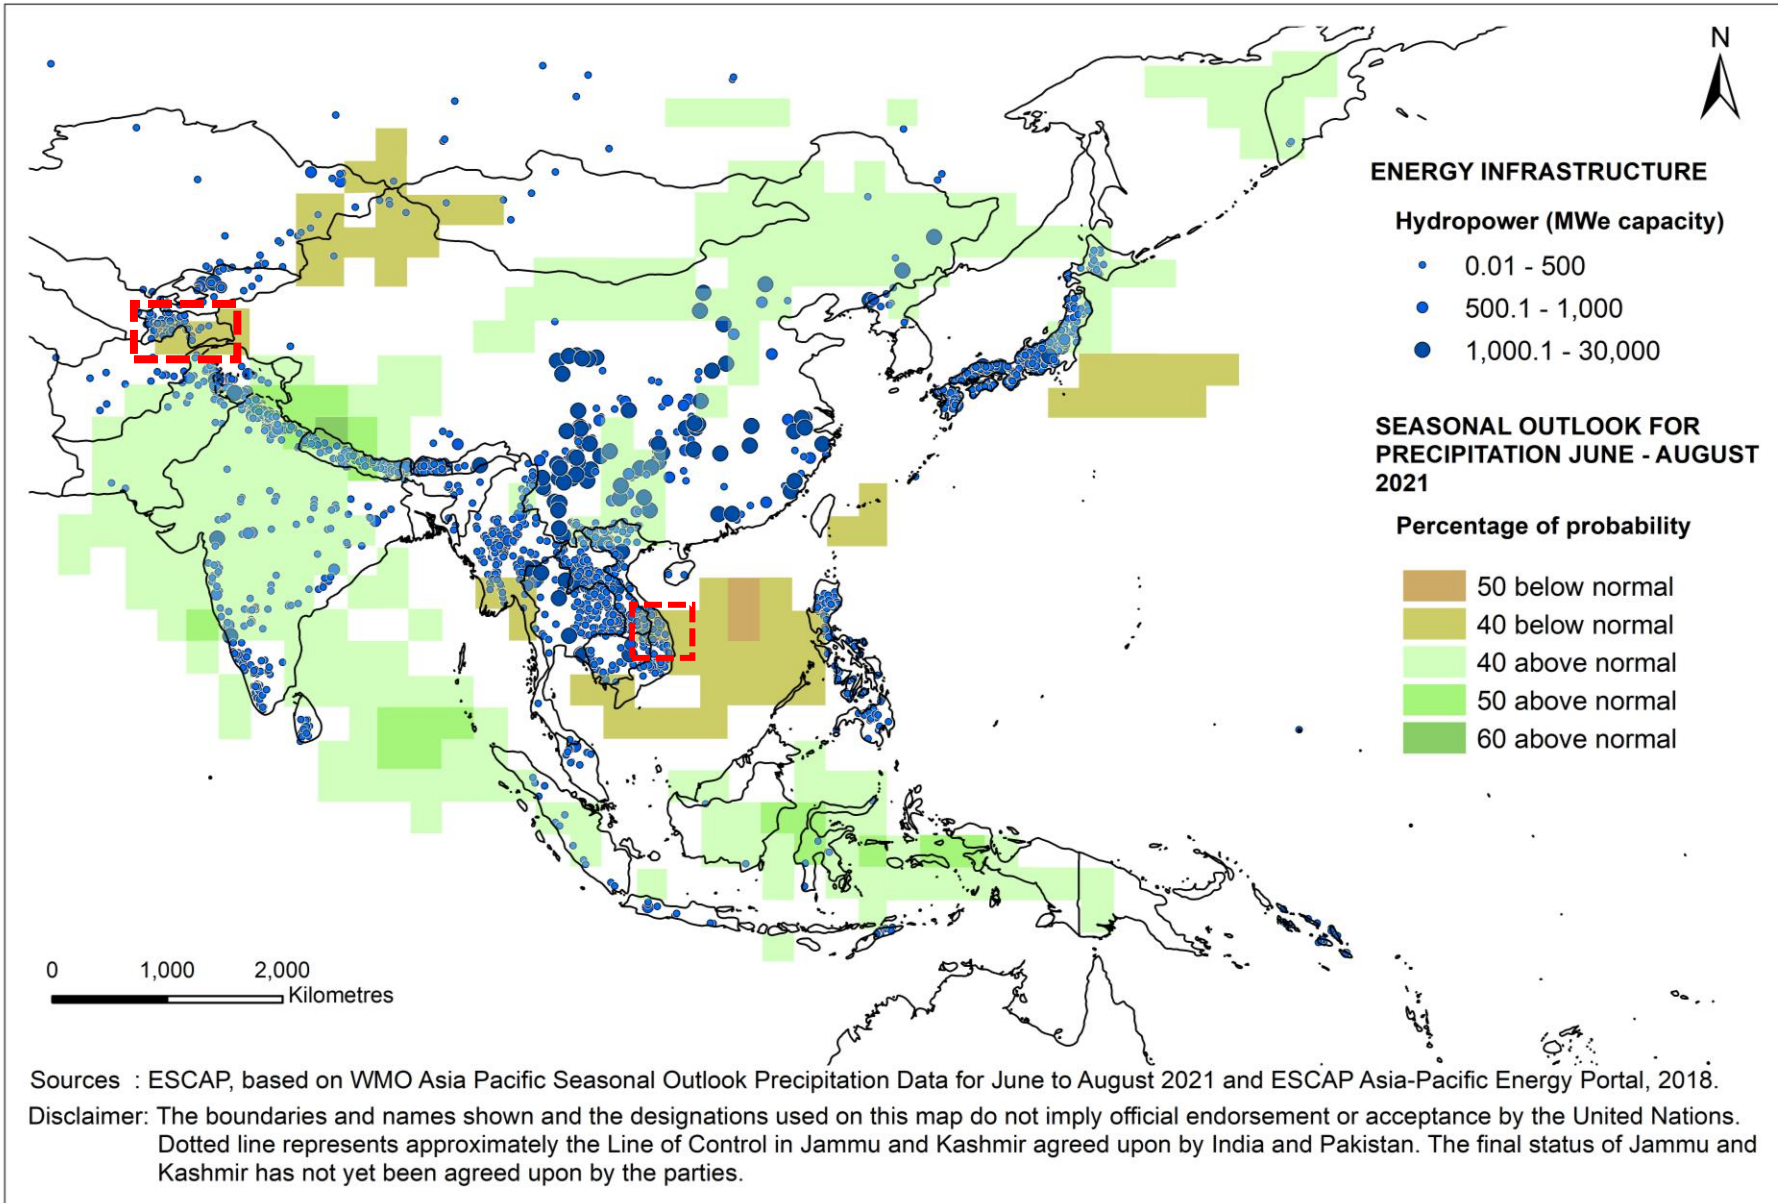 N
ENERGY INFRASTRUCTURE
Hydropower (MWe capacity)
0.01 - 500
500.1 - 1,000
1,000.1 - 30,000
SEASONAL OUTLOOK FOR
PRECIPITATION JUNE - AUGUST
2021
Percentage of probability
50 below normal
40 below normal
40 above normal
50 above normal
60 above normal
0 1,000 2,000
Kilometres
Sources : ESCAP, based on WMO Asia Pacific Seasonal Outlook Precipitation Data for June to August 2021 and ESCAP Asia-Pacific Energy Portal, 2018.
Disclaimer: The boundaries and names shown and the designations used on this map do not imply official endorsement or acceptance by the United Nations.
Dotted line represents approximately the Line of Control in Jammu and Kashmir agreed upon by India and Pakistan. The final status of Jammu and
Kashmir has not yet been agreed upon by the parties.